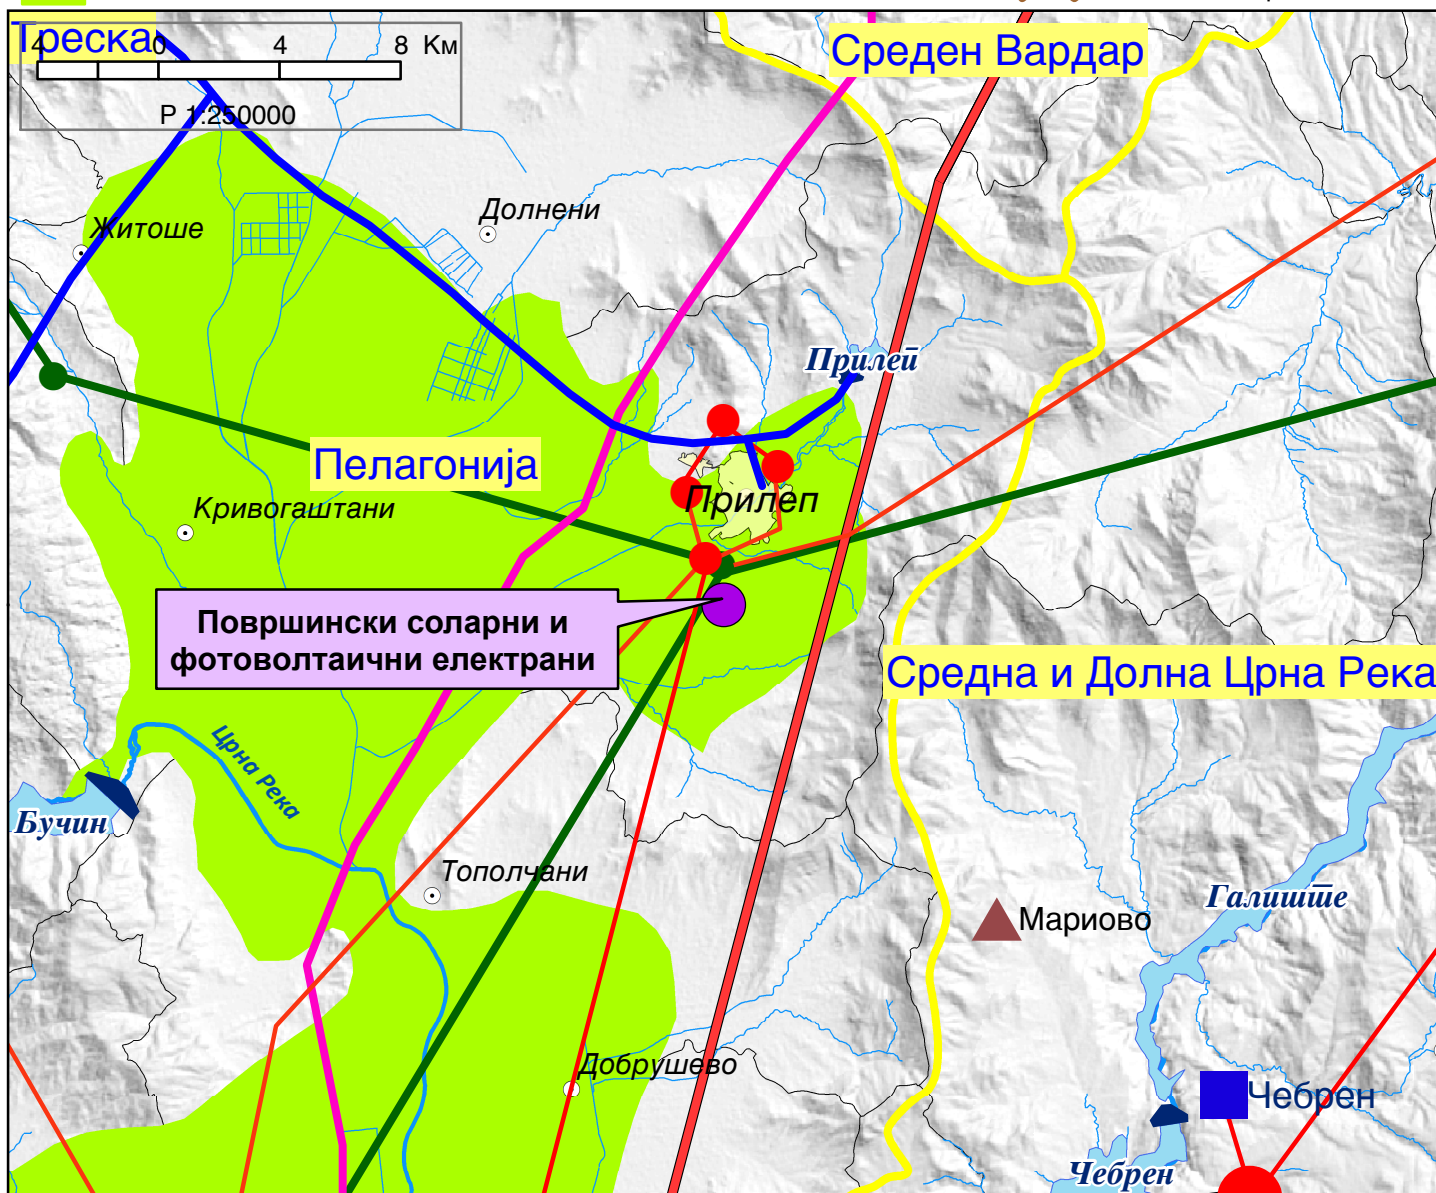 Треска
4 0 4 8 Км
Р 1:250000
Среден Вардар
Долнени
Житоше
Прилеп
Пелагонија
Прилеп
Кривогаштани
Површински соларни и
фотоволтаични електрани
Средна и Долна Црна Река
Црна Река
Бучин
Тополчани
Галиште
Мариово
Добрушево
Чебрен
Чебрен